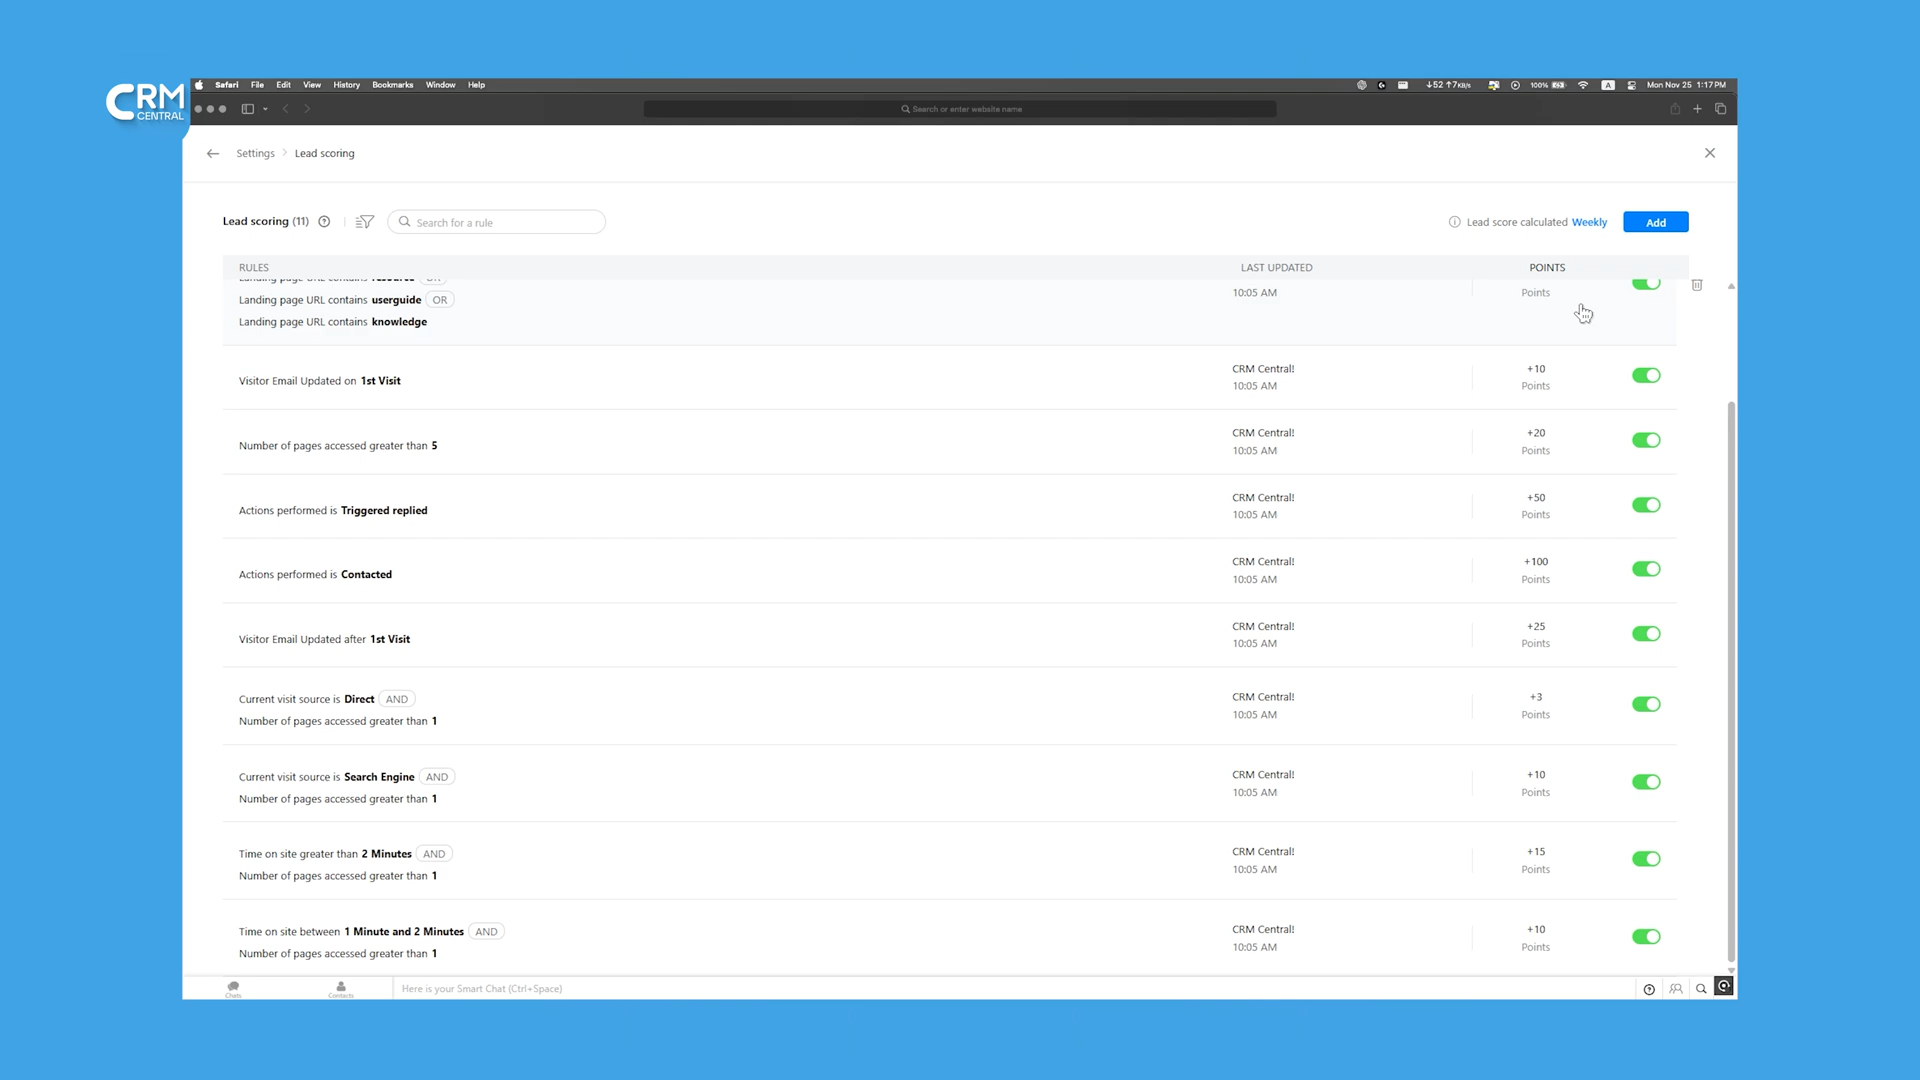 CRM
CENTRAL
Safari File Edit View History Bookmarks Window Help
↓52 ↑7KB/s 100% A Mon Nov 25 1:17 PM
Search or enter website name
Settings > Lead scoring
Lead scoring (11)
Search for a rule
Lead score calculated Weekly
Add
RULES LAST UPDATED POINTS
Landing page URL contains resource OR
Landing page URL contains userguide OR
Landing page URL contains knowledge
10:05 AM
Points
Visitor Email Updated on 1st Visit
CRM Central!
10:05 AM
+10
Points
Number of pages accessed greater than 5
CRM Central!
10:05 AM
+20
Points
Actions performed is Triggered replied
CRM Central!
10:05 AM
+50
Points
Actions performed is Contacted
CRM Central!
10:05 AM
+100
Points
Visitor Email Updated after 1st Visit
CRM Central!
10:05 AM
+25
Points
Current visit source is Direct AND
Number of pages accessed greater than 1
CRM Central!
10:05 AM
+3
Points
Current visit source is Search Engine AND
Number of pages accessed greater than 1
CRM Central!
10:05 AM
+10
Points
Time on site greater than 2 Minutes AND
Number of pages accessed greater than 1
CRM Central!
10:05 AM
+15
Points
Time on site between 1 Minute and 2 Minutes AND
Number of pages accessed greater than 1
CRM Central!
10:05 AM
+10
Points
Chats
Contacts
Here is your Smart Chat (Ctrl+Space)